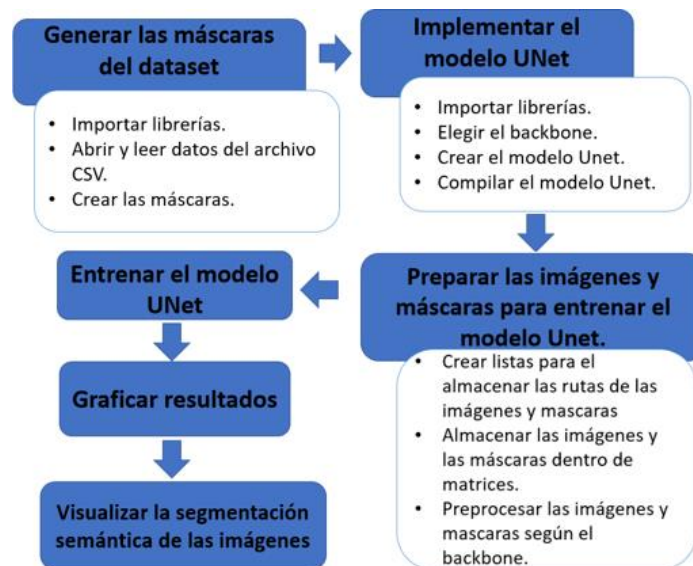 Generar las máscaras
del dataset
• Importar librerías.
• Abrir y leer datos del archivo
CSV.
• Crear las máscaras.
Implementar el
modelo UNet
• Importar librerías.
• Elegir el backbone.
• Crear el modelo Unet.
• Compilar el modelo Unet.
Preparar las imágenes y
máscaras para entrenar el
modelo Unet.
• Crear listas para el
almacenar las rutas de las
imágenes y mascaras
• Almacenar las imágenes y
las máscaras dentro de
matrices.
• Preprocesar las imágenes y
mascaras según el
backbone.
Entrenar el modelo
UNet
Graficar resultados
Visualizar la segmentación
semántica de las imágenes